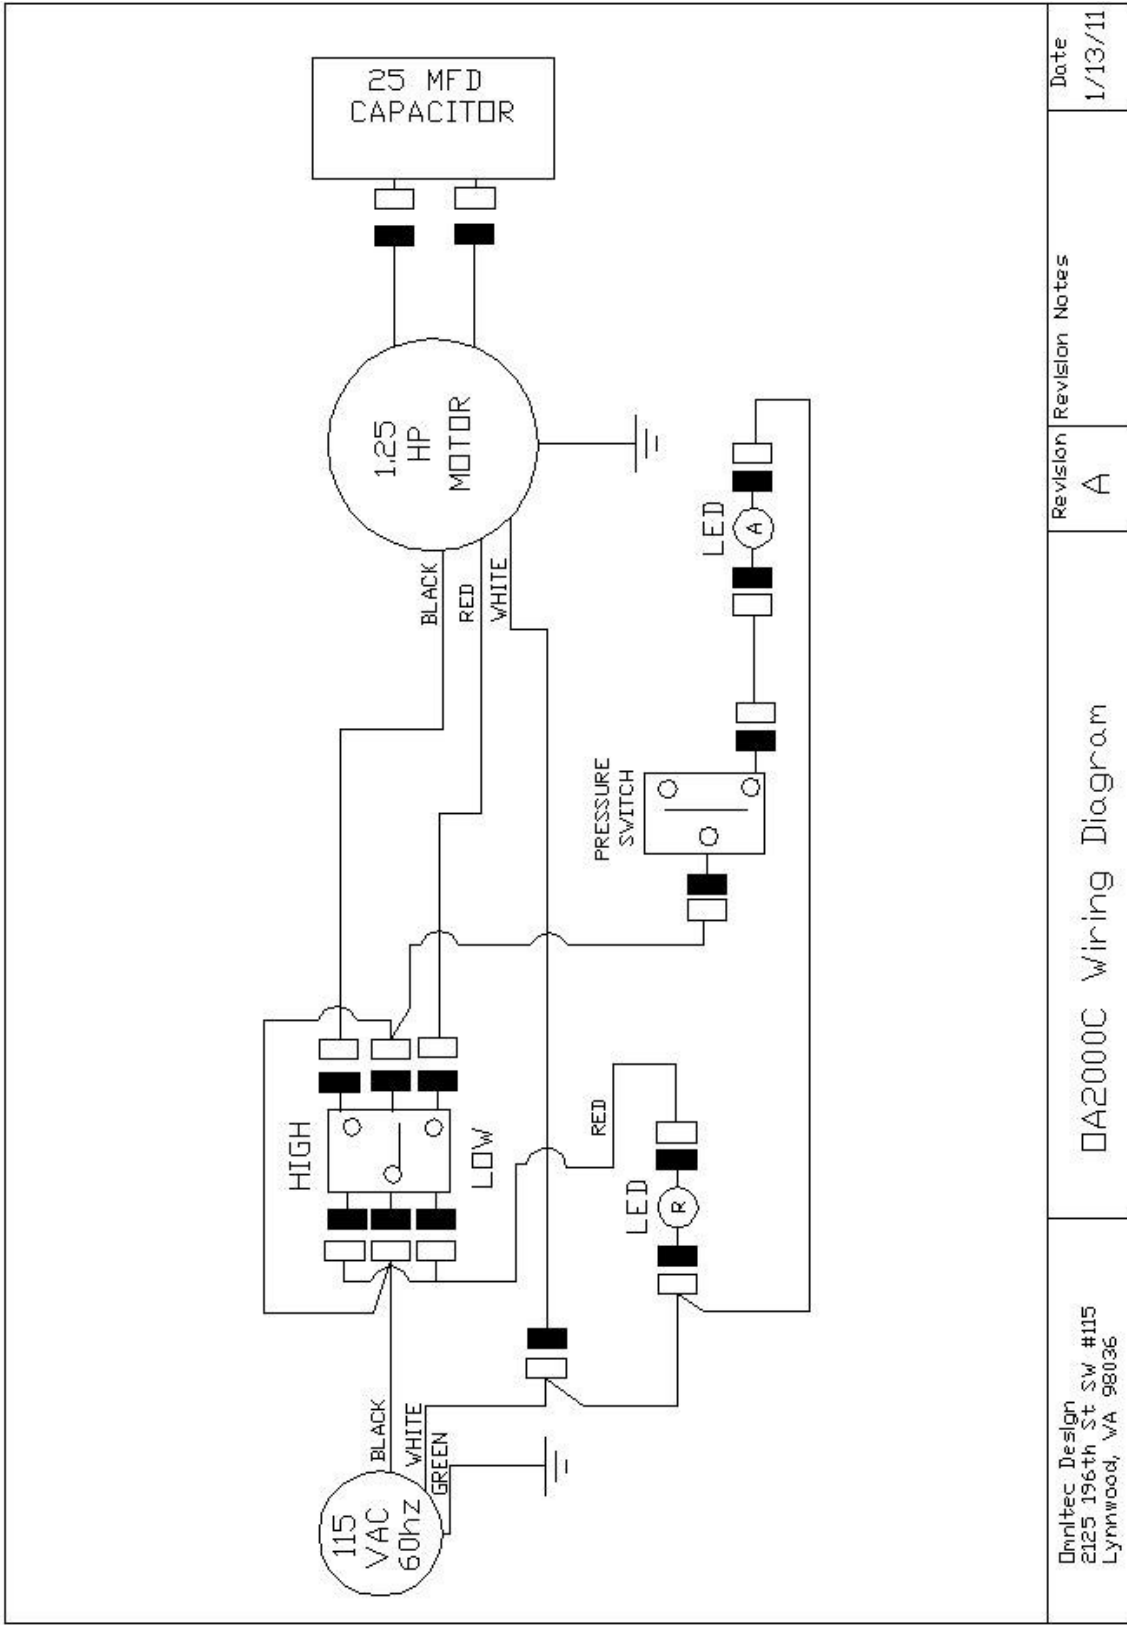 115
VAC
60hz
BLACK
WHITE
GREEN
HIGH
LOW
RED
LED
R
BLACK
RED
WHITE
1.25
HP
MOTOR
25 MFD
CAPACITOR
PRESSURE
SWITCH
LED
A
Omnitec Design
2125 196th St SW #115
Lynnwood, VA 98036
OA2000C Wiring Diagram
Revision
A
Revision Notes
Date
1/13/11